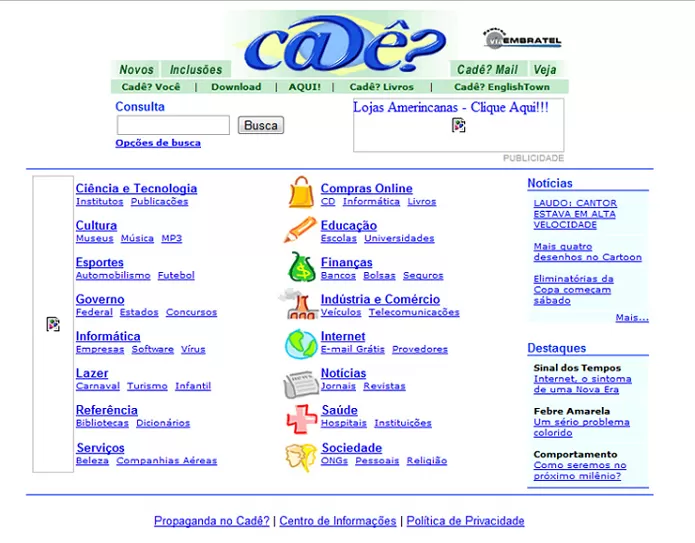 cadê?
via EMBRATEL
Novos Inclusões Cadê? Mail Veja
Cadê? Você | Download | AQUI! | Cadê? Livros | Cadê? EnglishTown
Consulta
Busca
Opções de busca
Lojas Amerincanas - Clique Aqui!!!
PUBLICIDADE
Ciência e Tecnologia
Institutos Publicações
Cultura
Museus Música MP3
Esportes
Automobilismo Futebol
Governo
Federal Estados Concursos
Informática
Empresas Software Vírus
Lazer
Carnaval Turismo Infantil
Referência
Bibliotecas Dicionários
Serviços
Beleza Companhias Aéreas
Compras Online
CD Informática Livros
Educação
Escolas Universidades
Finanças
Bancos Bolsas Seguros
Indústria e Comércio
Veículos Telecomunicações
Internet
E-mail Grátis Provedores
Notícias
Jornais Revistas
Saúde
Hospitais Instituições
Sociedade
ONGs Pessoais Religião
Notícias
LAUDO: CANTOR
ESTAVA EM ALTA
VELOCIDADE
Mais quatro
desenhos no Cartoon
Eliminatórias da
Copa começam
sábado
Mais...
Destaques
Sinal dos Tempos
Internet, o sintoma
de uma Nova Era
Febre Amarela
Um sério problema
colorido
Comportamento
Como seremos no
próximo milênio?
Propaganda no Cadê? | Centro de Informações | Política de Privacidade